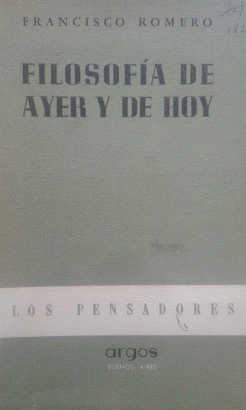 FRANCISCO ROMERO
FILOSOFÍA DE
AYER Y DE HOY
LOS PENSADORES
argos
BUENOS AIRES